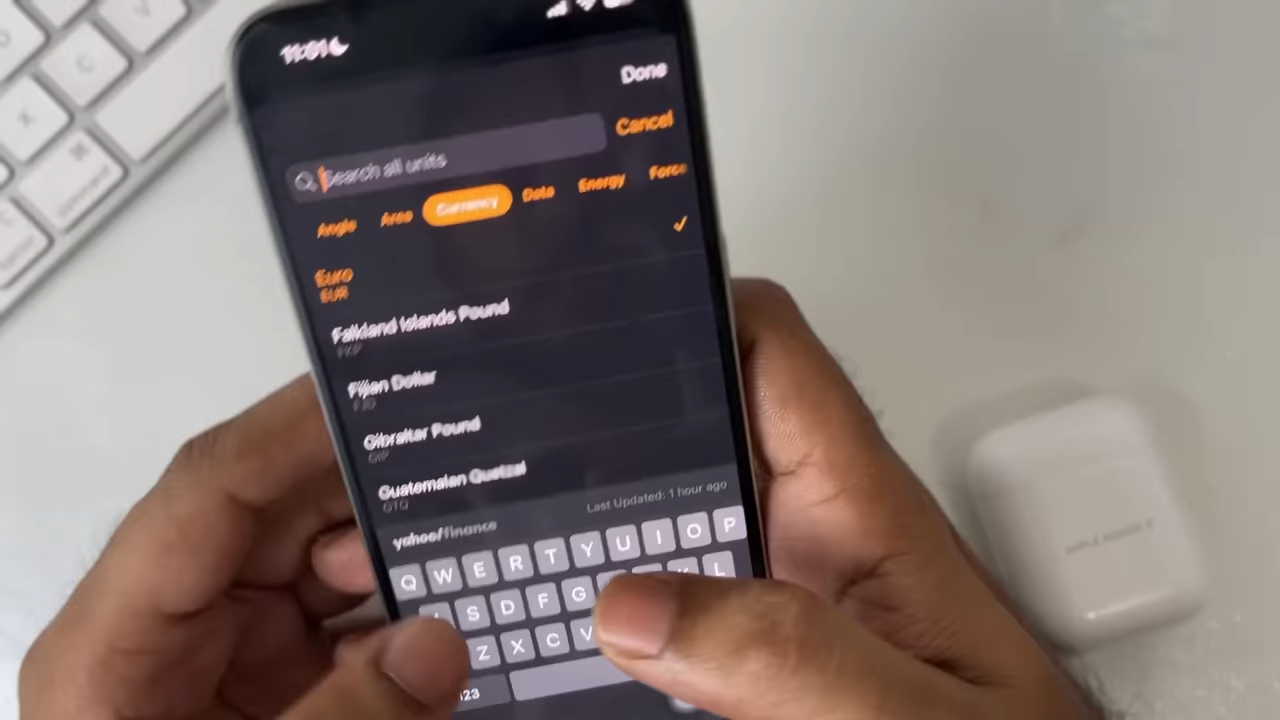 11:01
Done
Search all units
Cancel
Angle Area Currency Data Energy Force
Euro
EUR
Falkland Islands Pound
FKP
Fijian Dollar
FJD
Gibraltar Pound
GIP
Guatemalan Quetzal
GTQ
yahoo/finance Last Updated: 1 hour ago
Q W E R T Y U I O P
S D F G L
Z X C V
123
V
C
X
command